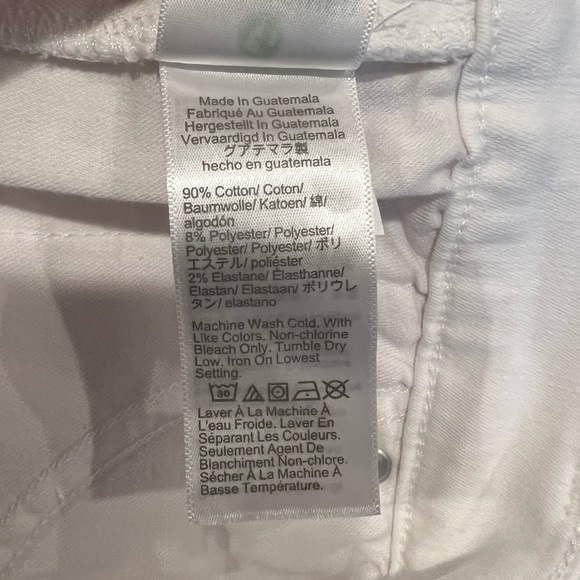 Made In Guatemala
Fabriqué Au Guatemala
Hergestellt In Guatemala
Vervaardigd In Guatemala
グアテマラ製
hecho en guatemala
90% Cotton/ Coton/
Baumwolle/ Katoen/ 綿/
algodón
8% Polyester/ Polyester/
Polyester/ Polyester/ ポリ
エステル/ poliéster
2% Elastane/ Élasthanne/
Elastan/ Elastaan/ ポリウレ
タン/ elastano
Machine Wash Cold. With
Like Colors. Non-chlorine
Bleach Only. Tumble Dry
Low. Iron On Lowest
Setting.
30
Laver À La Machine À
L'eau Froide. Laver En
Séparant Les Couleurs.
Seulement Agent De
Blanchiment Non-chlore.
Sécher À La Machine À
Basse Température.